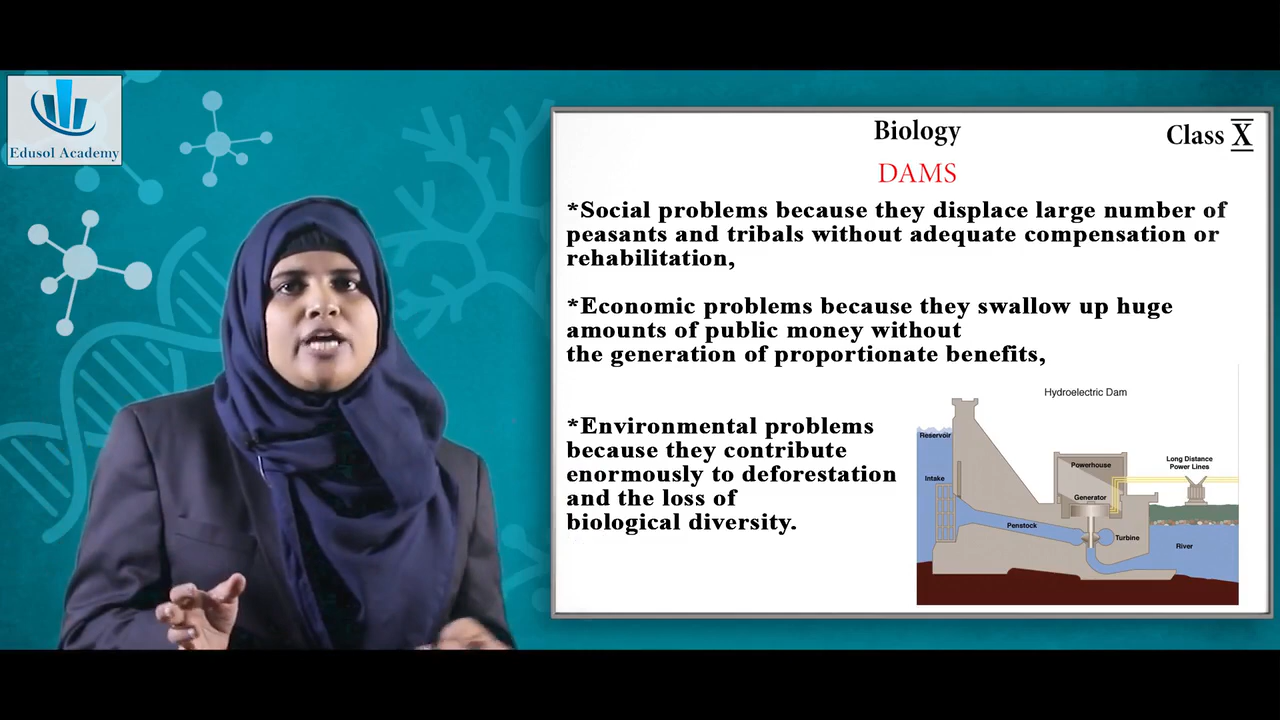 Edusol Academy
Biology
Class X
DAMS
*Social problems because they displace large number of
peasants and tribals without adequate compensation or
rehabilitation,
*Economic problems because they swallow up huge
amounts of public money without
the generation of proportionate benefits,
*Environmental problems
because they contribute
enormously to deforestation
and the loss of
biological diversity.
Hydroelectric Dam
Reservoir
Intake
Penstock
Powerhouse
Generator
Turbine
Long Distance
Power Lines
River